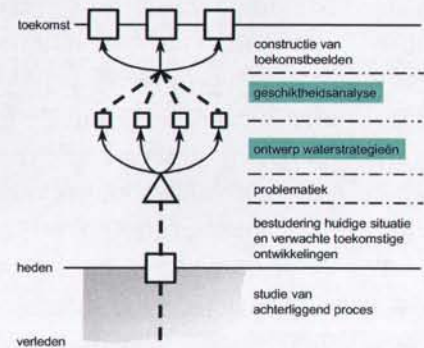 toekomst
constructie van
toekomstbeelden
geschiktheidsanalyse
ontwerp waterstrategieën
problematiek
bestudering huidige situatie
en verwachte toekomstige
ontwikkelingen
heden
studie van
achterliggend proces
verleden